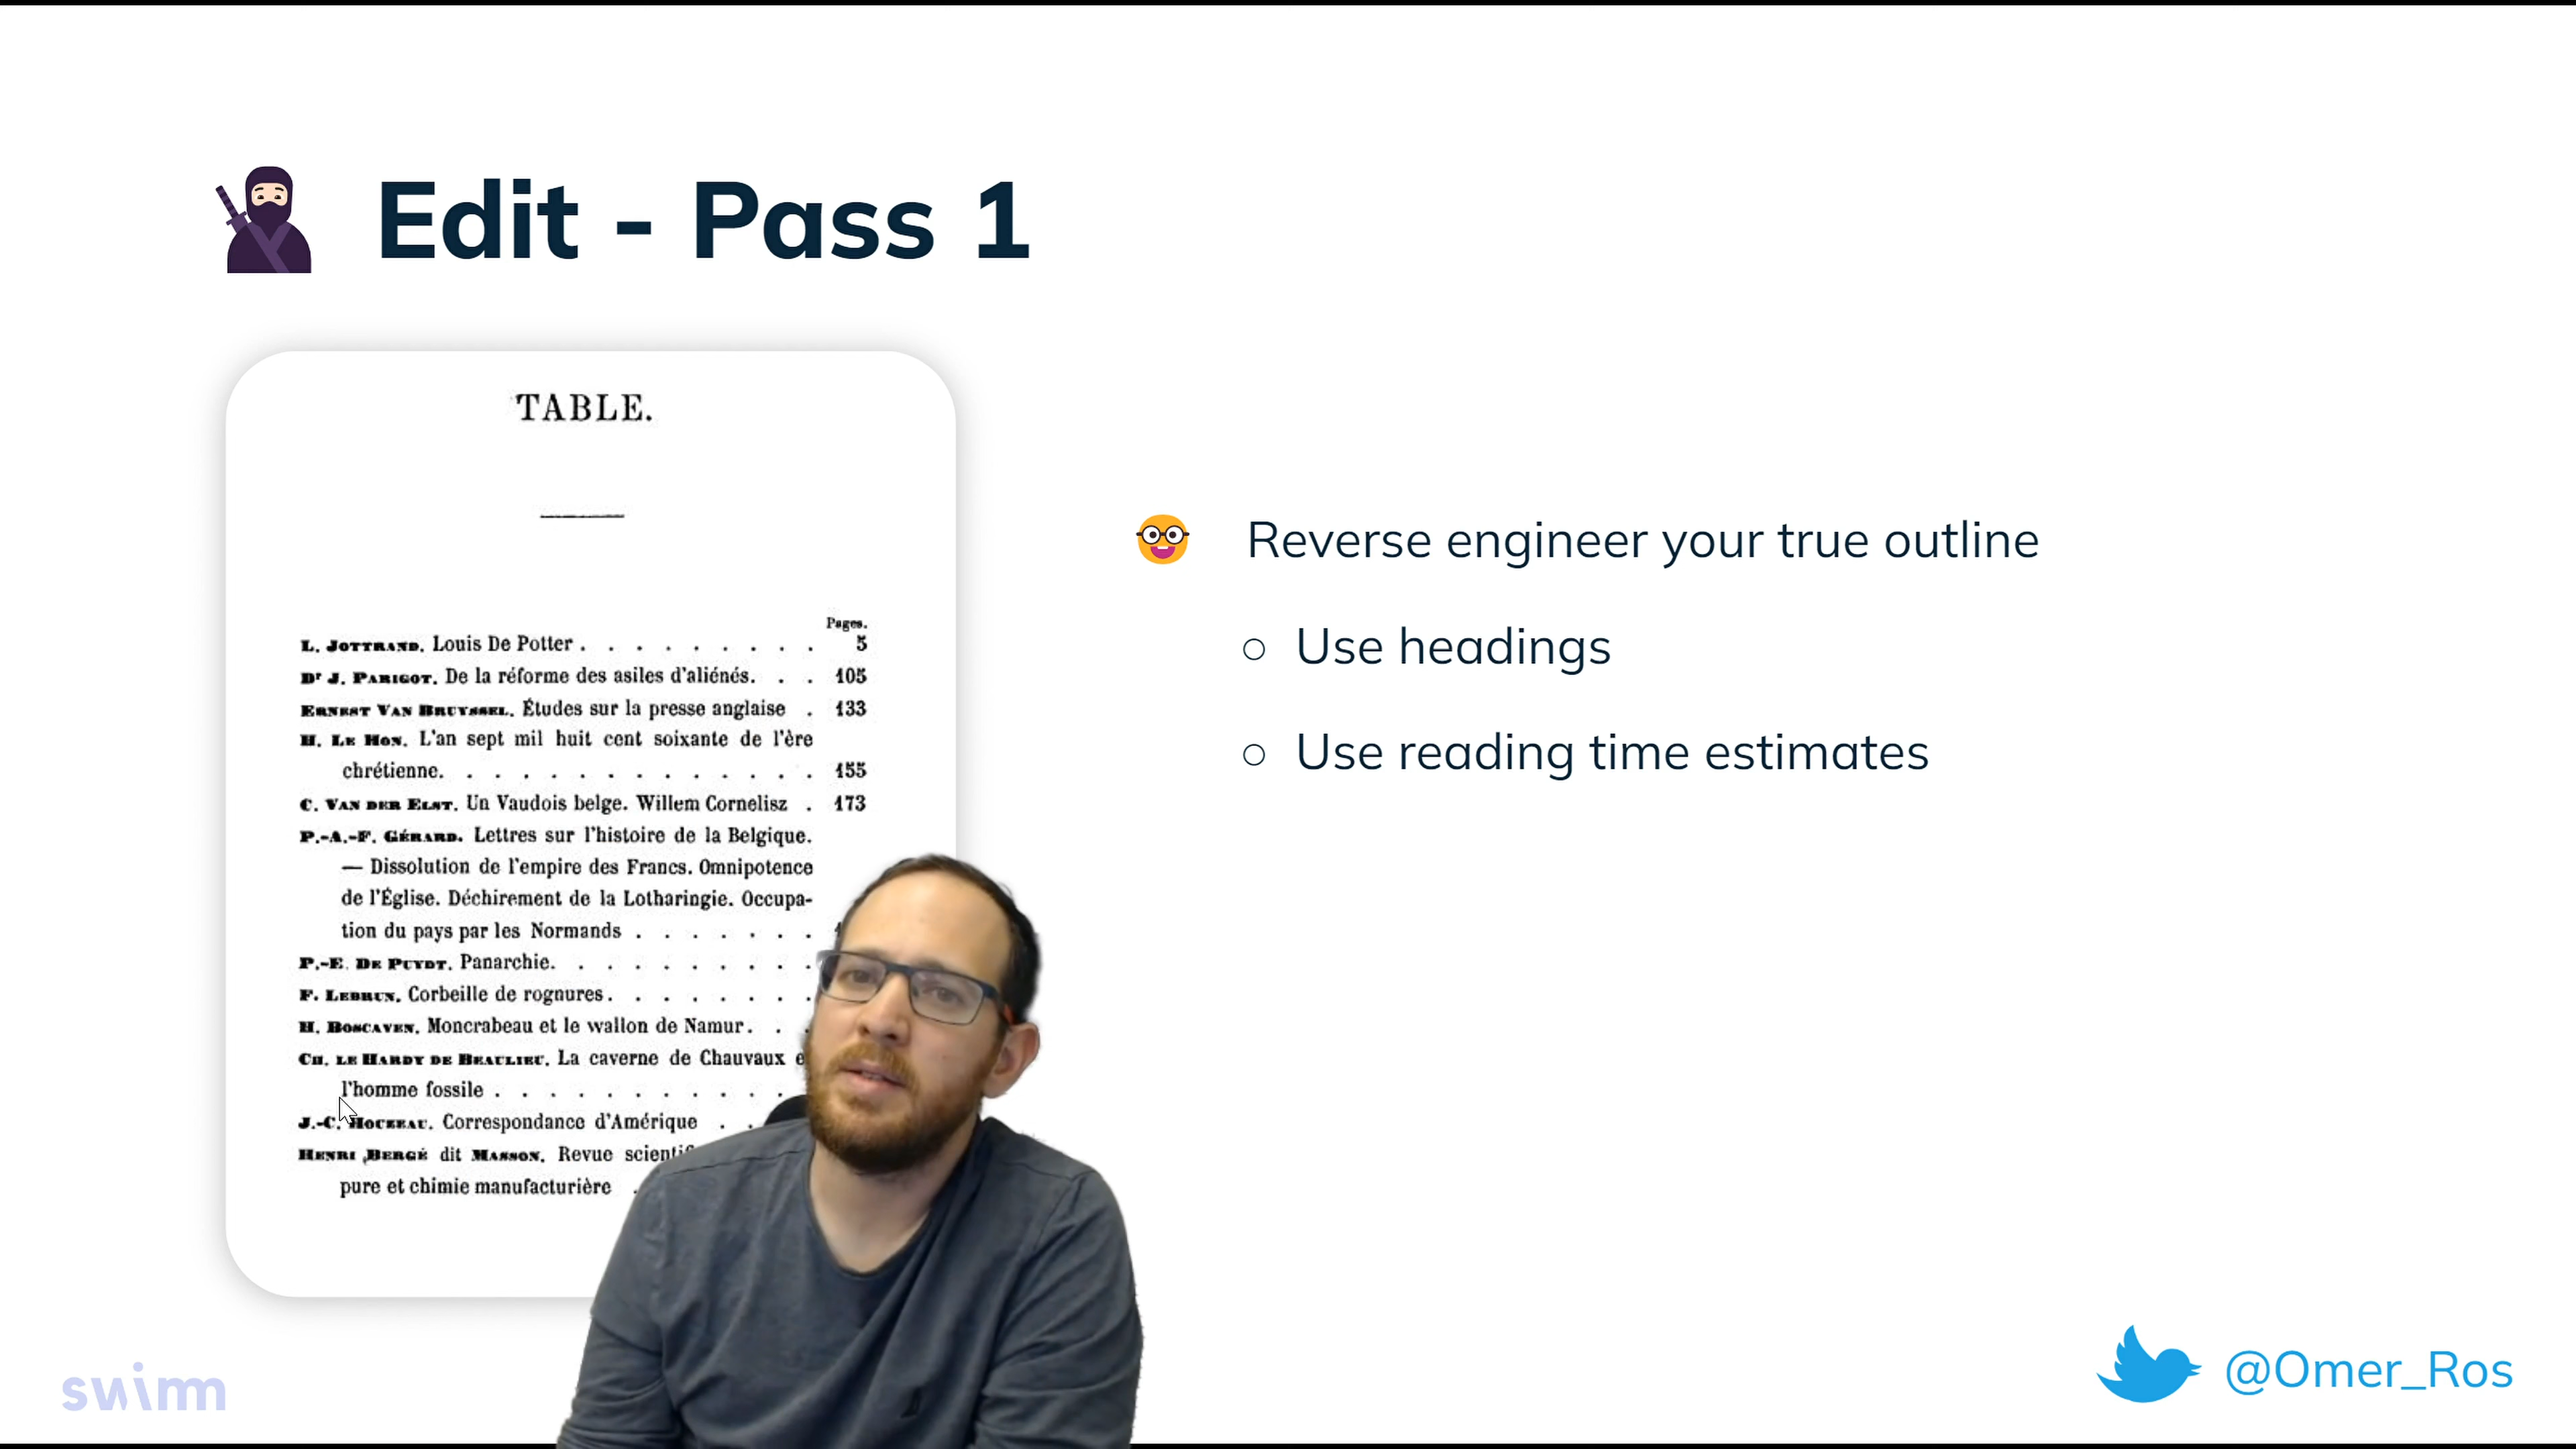 Edit - Pass 1
TABLE.
Pages.
L. JOTTRAND. Louis De Potter . . . . . . . . . 5
Dr J. PARIGOT. De la réforme des asiles d'aliénés. . . 105
ERNEST VAN BRUYSSEL. Études sur la presse anglaise . 133
H. LE HON. L'an sept mil huit cent soixante de l'ère
chrétienne. . . . . . . . . . . . . . 155
C. VAN DER ELST. Un Vaudois belge. Willem Cornelisz . 173
P.-A.-F. GÉRARD. Lettres sur l'histoire de la Belgique.
— Dissolution de l'empire des Francs. Omnipotence
de l'Église. Déchirement de la Lotharingie. Occupa-
tion du pays par les Normands . . . . . . .
P.-E. DE PUYDT. Panarchie. . . . . . . . . .
F. LEBRUN. Corbeille de rognures. . . . . . . .
H. BOSCAVEN. Moncrabeau et le wallon de Namur. . .
CH. LE HARDY DE BEAULIEU. La caverne de Chauvaux
l'homme fossile . . . . . . . . . . .
J.-C. HOUZEAU. Correspondance d'Amérique . .
HENRI BERGÉ dit MASSON. Revue
pure et chimie manufacturière .
Reverse engineer your true outline
○ Use headings
○ Use reading time estimates
swimm
@Omer_Ros